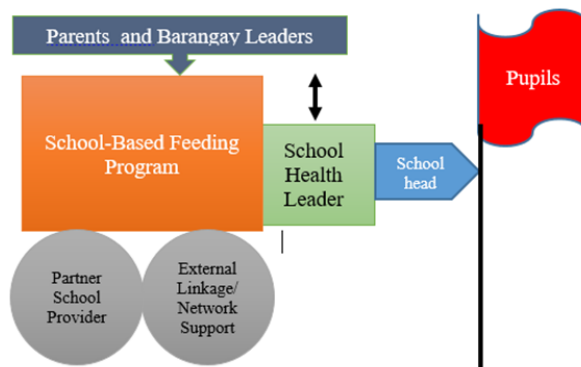 Parents and Barangay Leaders
Pupils
School-Based Feeding
Program
School
Health
Leader
School
head
Partner
School
Provider
External
Linkage/
Network
Support